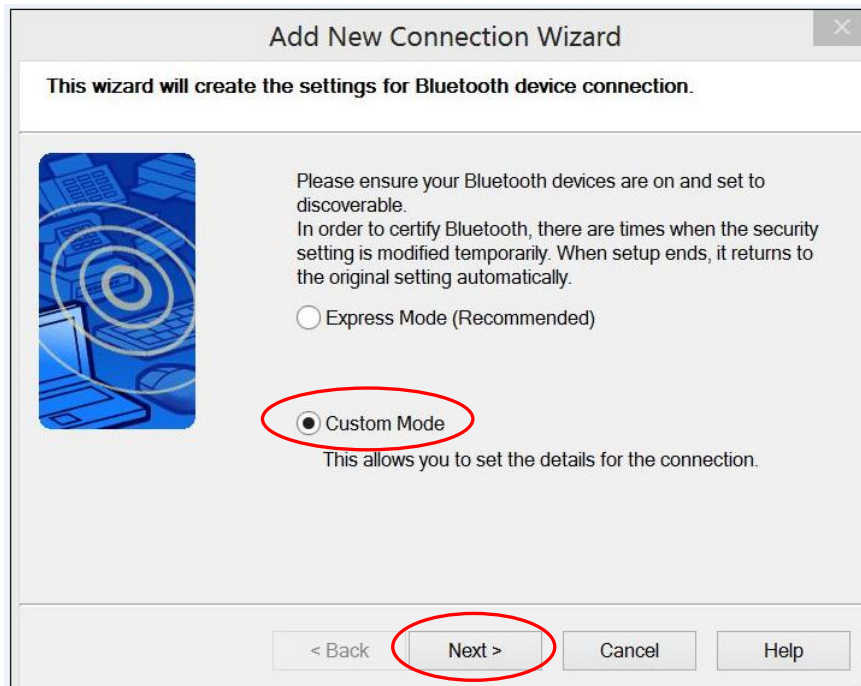 Add New Connection Wizard
This wizard will create the settings for Bluetooth device connection.
Please ensure your Bluetooth devices are on and set to
discoverable.
In order to certify Bluetooth, there are times when the security
setting is modified temporarily. When setup ends, it returns to
the original setting automatically.
Express Mode (Recommended)
Custom Mode
This allows you to set the details for the connection.
< Back Next > Cancel Help